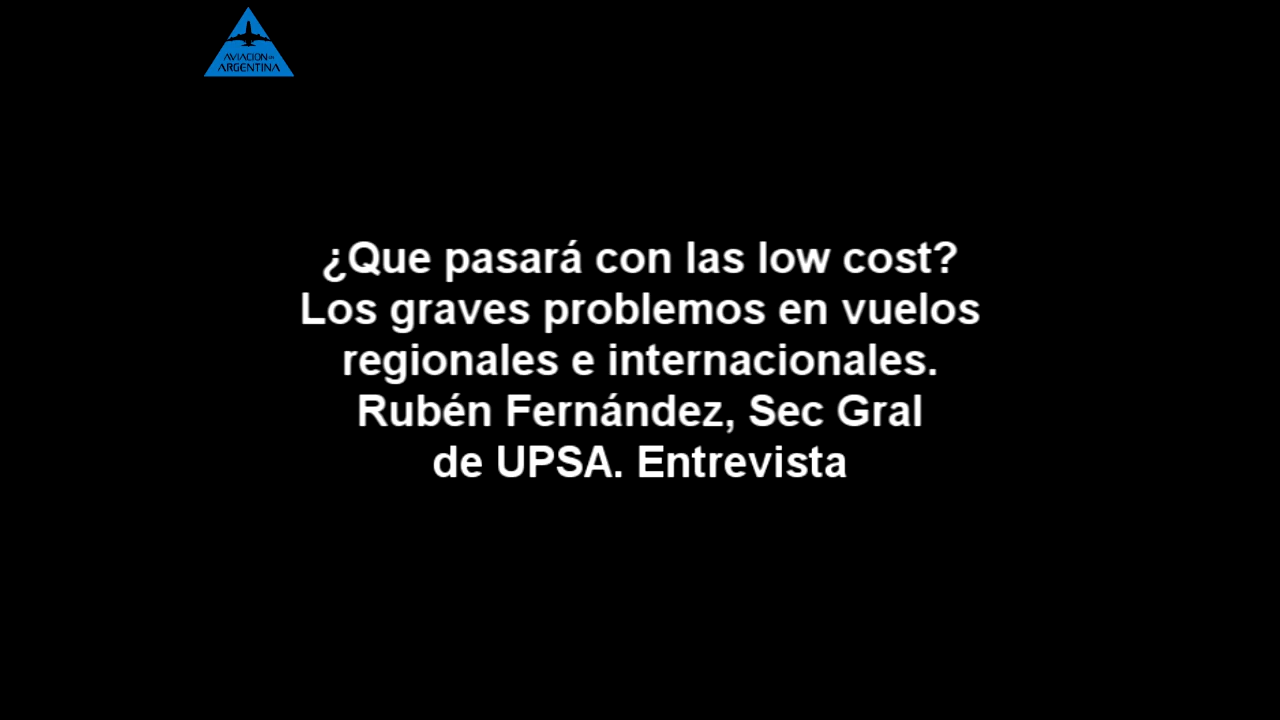 AVIACION en
ARGENTINA
¿Que pasará con las low cost?
Los graves problemos en vuelos
regionales e internacionales.
Rubén Fernández, Sec Gral
de UPSA. Entrevista